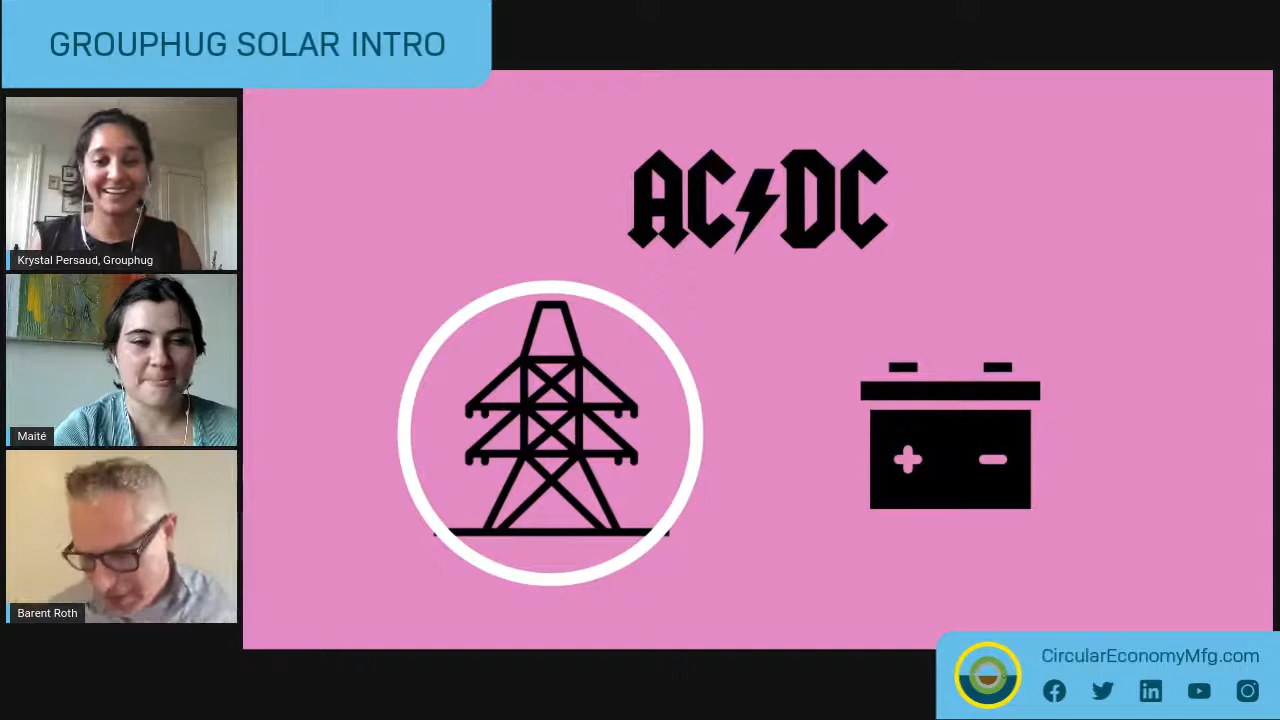 GROUPHUG SOLAR INTRO
AC DC
Krystal Persaud, Grouphug
Maité
Barent Roth
+ -
CircularEconomyMfg.com